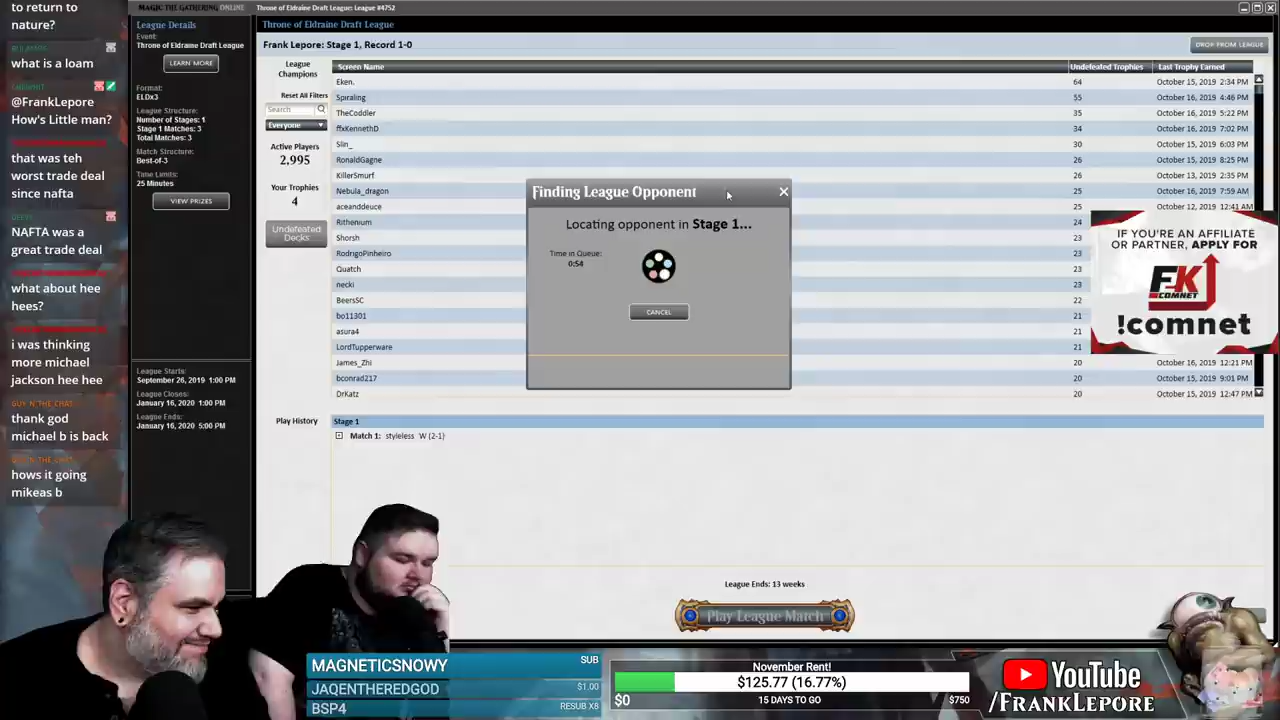 MAGIC THE GATHERING ONLINE
Throne of Eldraine Draft League: League #4752
to return to
nature?
what is a loam
@FrankLepore
How's Little man?
that was teh
worst trade deal
since nafta
NAFTA was a
great trade deal
what about hee
hees?
i was thinking
more michael
jackson hee hee
GUY_N_THE_CHAT:
thank god
michael b is back
GUY_N_THE_CHAT:
hows it going
mikeas b
League Details
Event:
Throne of Eldraine Draft League
LEARN MORE
Format:
ELDx3
League Structure:
Number of Stages: 1
Stage 1 Matches: 3
Total Matches: 3
Match Structure:
Best-of-3
Time Limits:
25 Minutes
VIEW PRIZES
League Starts:
September 26, 2019 1:00 PM
League Closes:
January 16, 2020 1:00 PM
League Ends:
January 16, 2020 5:00 PM
Throne of Eldraine Draft League
Frank Lepore: Stage 1, Record 1-0
DROP FROM LEAGUE
League
Champions
Reset All Filters
Search
Everyone
Active Players
2,995
Your Trophies
4
Undefeated
Decks
Screen Name Undefeated Trophies Last Trophy Earned
Eken. 64 October 15, 2019 2:34 PM
Spiraling 55 October 16, 2019 4:46 PM
TheCoddler 35 October 16, 2019 5:22 PM
ffxKennethD 34 October 16, 2019 7:02 PM
Slin_ 30 October 15, 2019 6:03 PM
RonaldGagne 26 October 15, 2019 8:25 PM
KillerSmurf 26 October 13, 2019 2:35 PM
Nebula_dragon 25 October 16, 2019 7:59 AM
aceanddeuce 25 October 12, 2019 12:41 AM
Rithenium 24
Shorsh 23
RodrigoPinheiro 23
Quatch 23
necki 23
BeersSC 22
bo11301 21
asura4 21
LordTupperware 21
James_Zhi 20 October 16, 2019 12:21 PM
bconrad217 20 October 15, 2019 9:01 PM
DrKatz 20 October 15, 2019 12:47 PM
Finding League Opponent
Locating opponent in Stage 1...
Time in Queue:
0:54
CANCEL
IF YOU'RE AN AFFILIATE
OR PARTNER, APPLY FOR
FK
COMNET
!comnet
Play History
Stage 1
Match 1: styleless W (2-1)
League Ends: 13 weeks
Play League Match
MAGNETICSNOWY SUB
JAQENTHEREDGOD $1.00
BSP4 RESUB X8
November Rent!
$125.77 (16.77%)
$0 15 DAYS TO GO $750
YouTube
/FRANKLEPORE